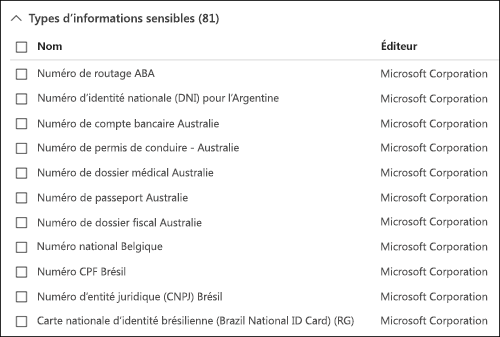 Types d'informations sensibles (81)
Nom Éditeur
Numéro de routage ABA Microsoft Corporation
Numéro d'identité nationale (DNI) pour l'Argentine Microsoft Corporation
Numéro de compte bancaire Australie Microsoft Corporation
Numéro de permis de conduire - Australie Microsoft Corporation
Numéro de dossier médical Australie Microsoft Corporation
Numéro de passeport Australie Microsoft Corporation
Numéro de dossier fiscal Australie Microsoft Corporation
Numéro national Belgique Microsoft Corporation
Numéro CPF Brésil Microsoft Corporation
Numéro d'entité juridique (CNPJ) Brésil Microsoft Corporation
Carte nationale d'identité brésilienne (Brazil National ID Card) (RG) Microsoft Corporation